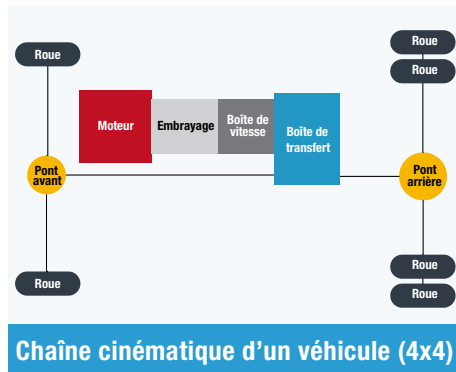 Roue
Roue
Roue
Moteur
Embrayage
Boîte de
vitesse
Boîte de
transfert
Pont
avant
Pont
arrière
Roue
Roue
Roue
Chaîne cinématique d'un véhicule (4x4)